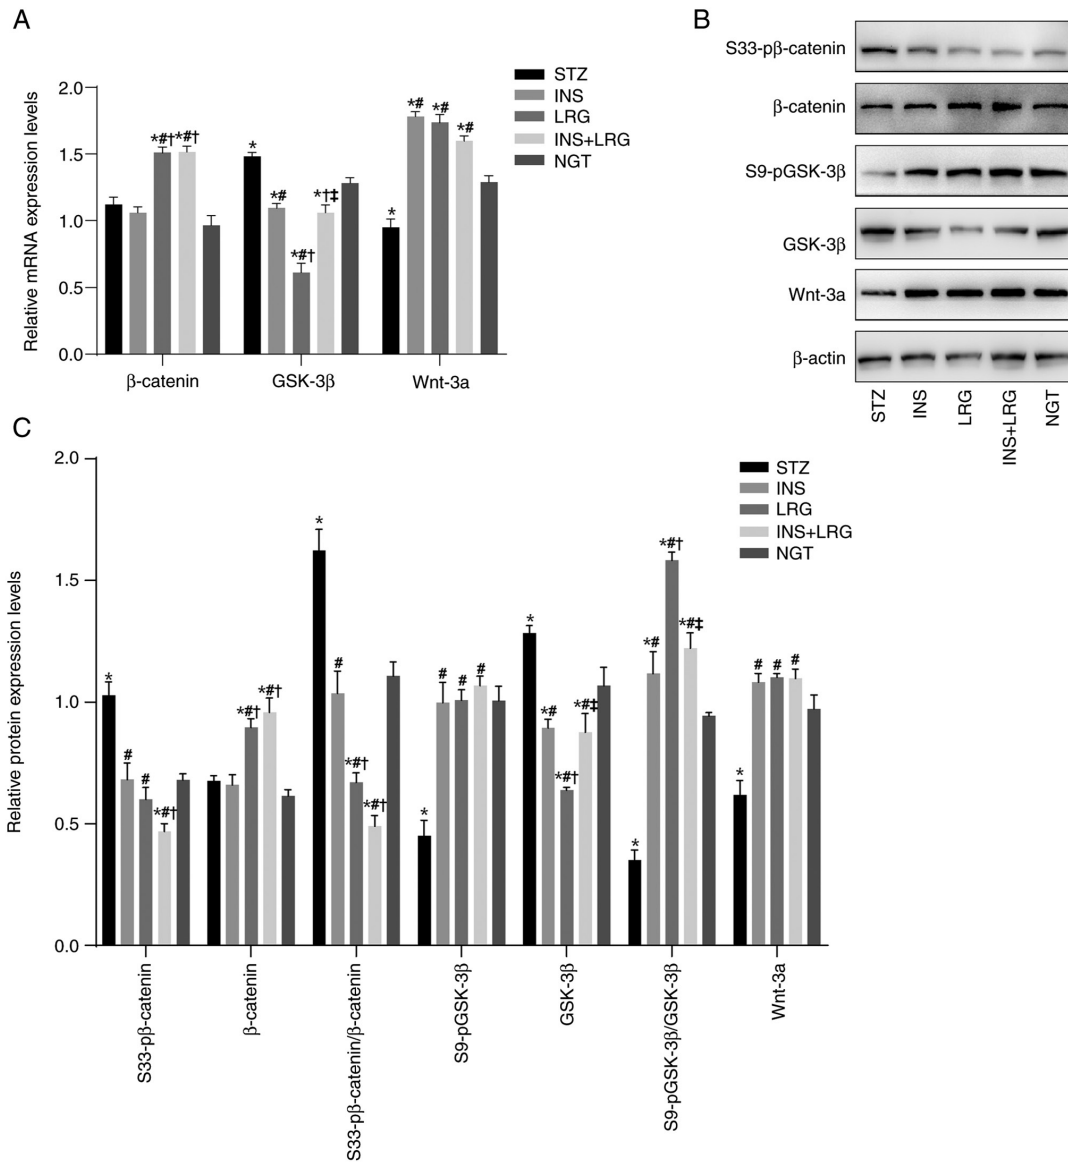 A
Relative mRNA expression levels
2.0
1.5
1.0
0.5
0.0
*#† *#†
*
*#
*#†
*†‡
*
*# *# *#
β-catenin GSK-3β Wnt-3a
STZ
INS
LRG
INS+LRG
NGT
B
S33-pβ-catenin
β-catenin
S9-pGSK-3β
GSK-3β
Wnt-3a
β-actin
STZ INS LRG INS+LRG NGT
C
Relative protein expression levels
2.0
1.5
1.0
0.5
0.0
STZ
INS
LRG
INS+LRG
NGT
*
#
#
*#†
*#†
*#†
*
#
*#†
*#†
*
# # #
*
*#
*#†
*#‡
*
*#
*#†
*#‡
*
# # #
S33-pβ-catenin
β-catenin
S33-pβ-catenin/β-catenin
S9-pGSK-3β
GSK-3β
S9-pGSK-3β/GSK-3β
Wnt-3a